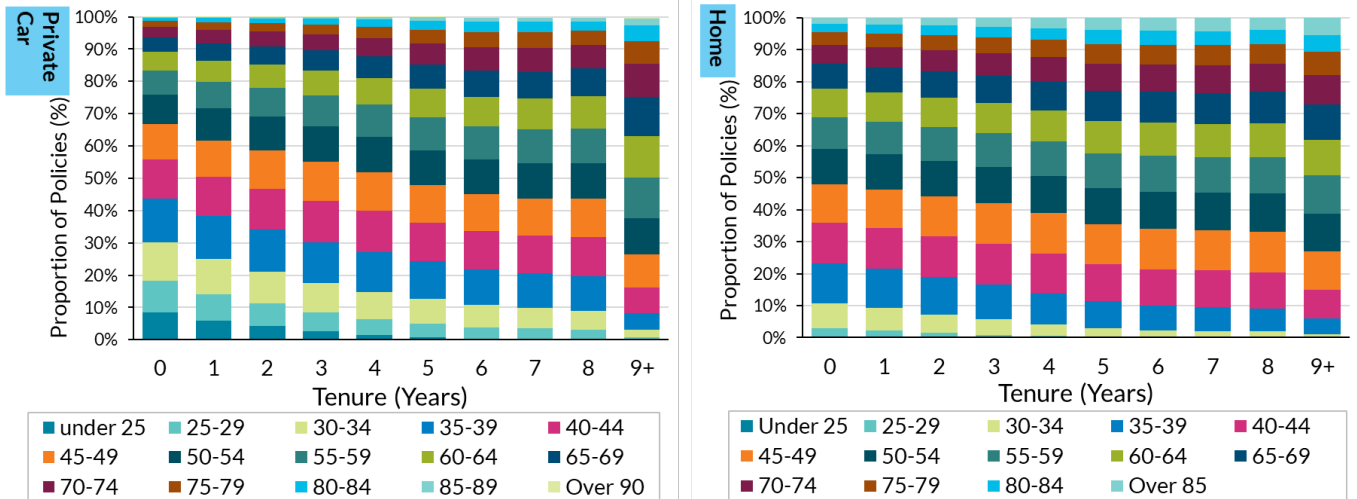 Private
Car
Proportion of Policies (%)
100%
90%
80%
70%
60%
50%
40%
30%
20%
10%
0%
0 1 2 3 4 5 6 7 8 9+
Tenure (Years)
under 25 25-29 30-34 35-39 40-44
45-49 50-54 55-59 60-64 65-69
70-74 75-79 80-84 85-89 Over 90
Home
Proportion of Policies (%)
100%
90%
80%
70%
60%
50%
40%
30%
20%
10%
0%
0 1 2 3 4 5 6 7 8 9+
Tenure (Years)
Under 25 25-29 30-34 35-39 40-44
45-49 50-54 55-59 60-64 65-69
70-74 75-79 80-84 Over 85